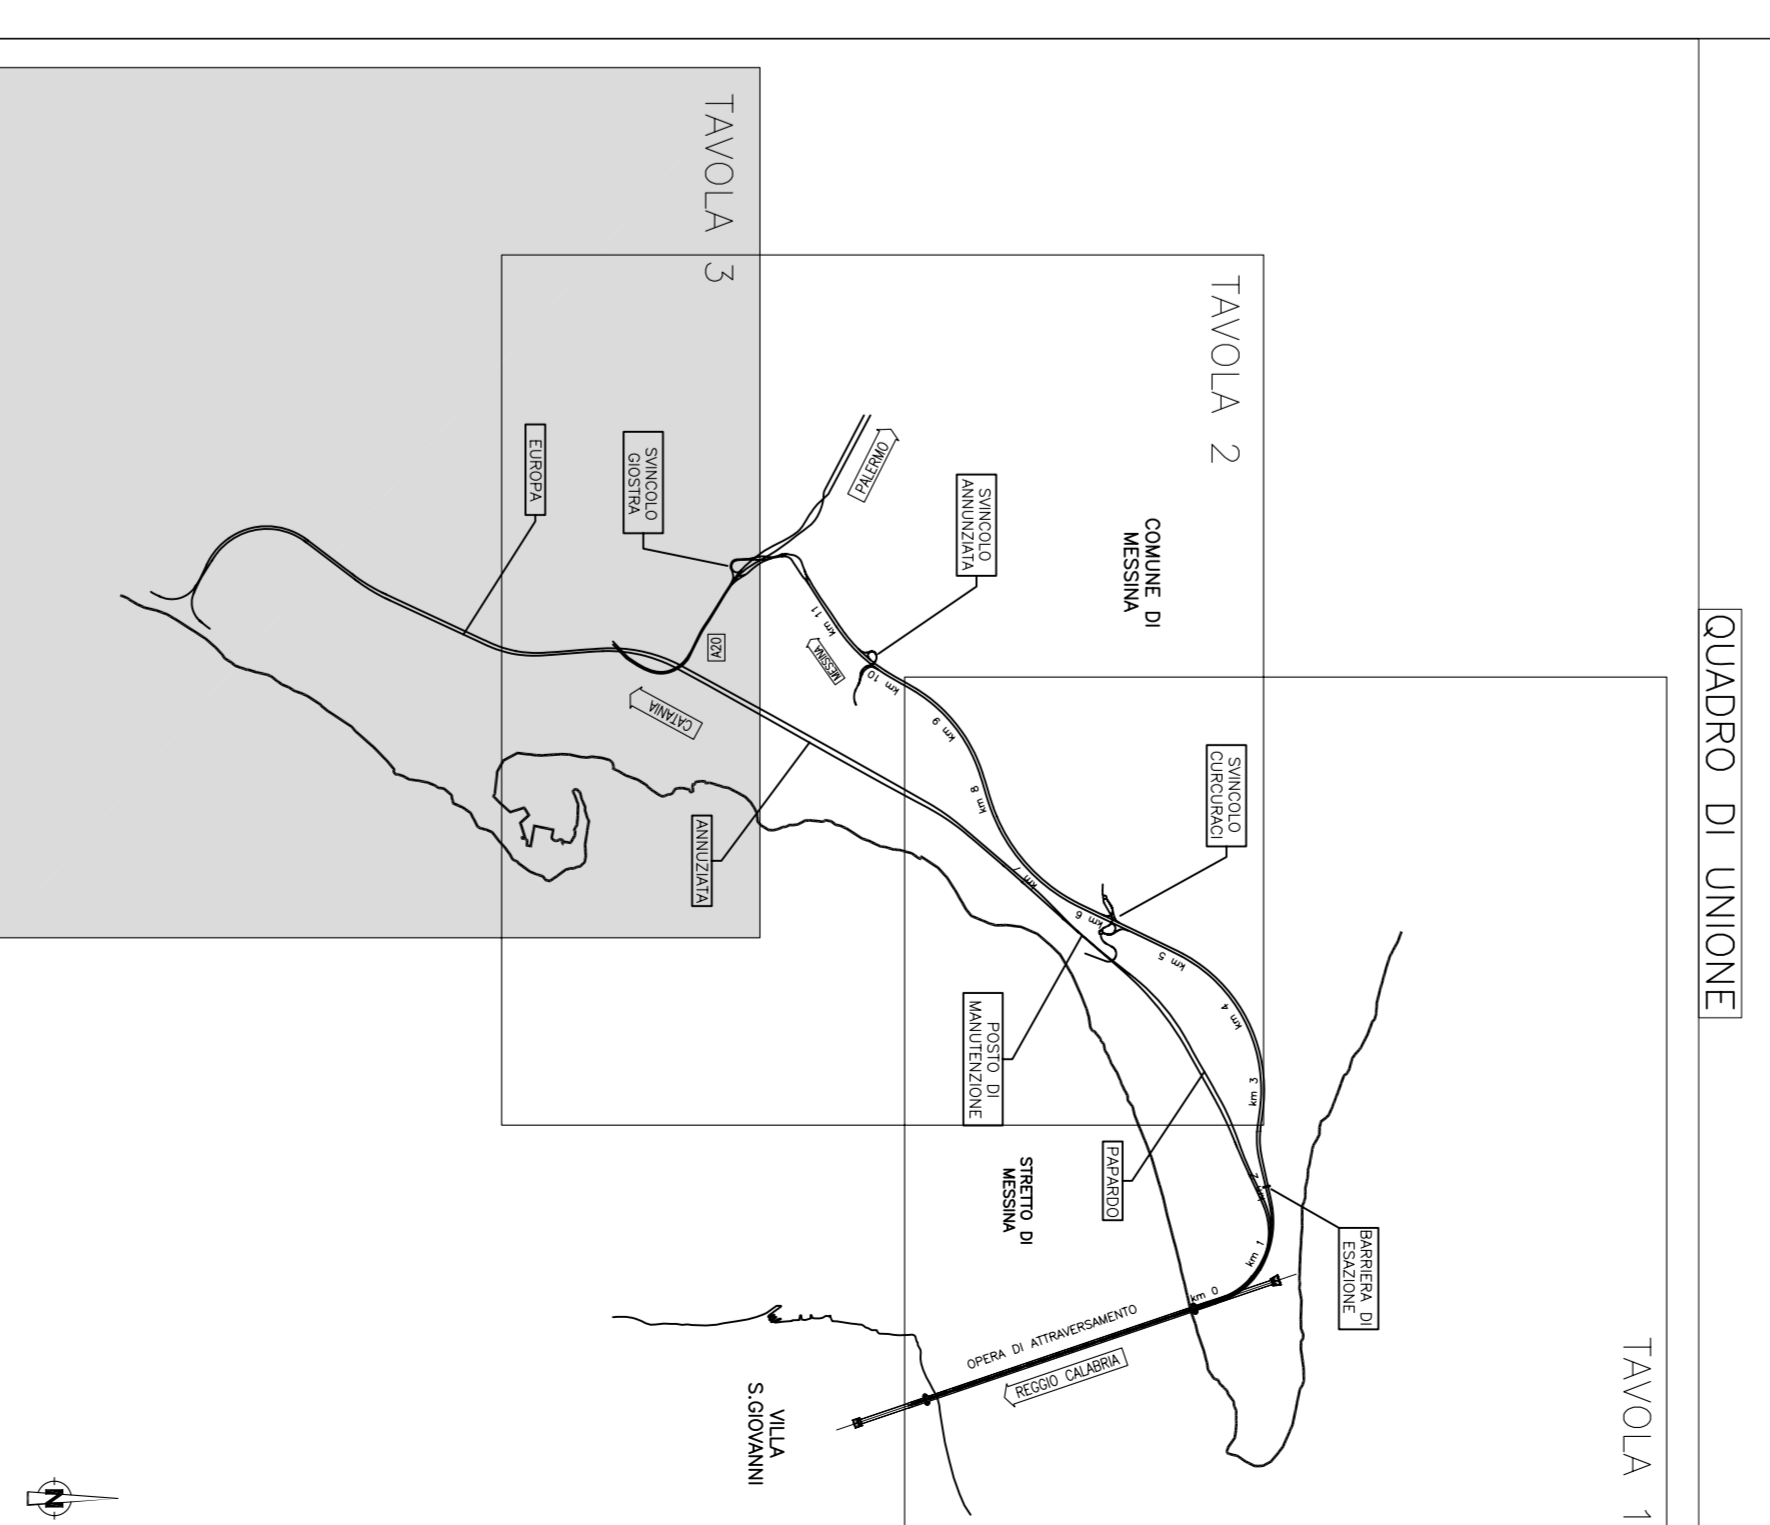 QUADRO DI UNIONE
TAVOLA 1
TAVOLA 2
TAVOLA 3
COMUNE DI
MESSINA
PALERMO
SVINCOLO
ANNUNZIATA
SVINCOLO
GIOSTRA
EUROPA
A20
MESSINA
CATANIA
ANNUZIATA
SVINCOLO
CURCURACI
POSTO DI
MANUTENZIONE
PAPARDO
BARRIERA DI
ESAZIONE
STRETTO DI
MESSINA
km 0
km 1
km 2
km 3
km 4
km 5
km 6
km 7
km 8
km 9
km 10
km 11
OPERA DI ATTRAVERSAMENTO
REGGIO CALABRIA
VILLA
S.GIOVANNI
N